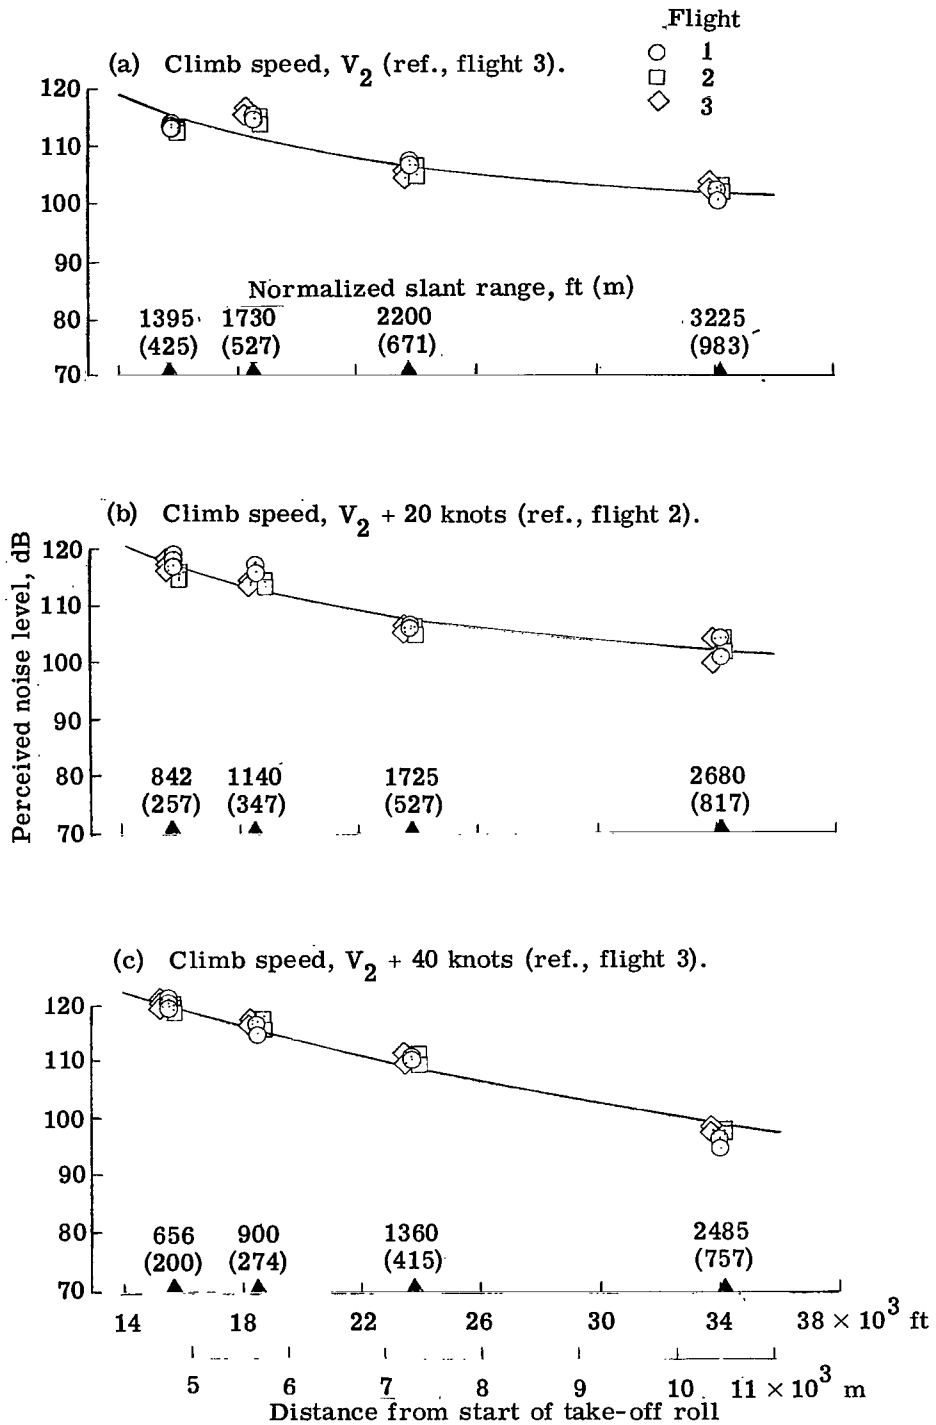 Flight
1
2
3
(a) Climb speed, V2 (ref., flight 3).
120
110
100
90
80
70
Normalized slant range, ft (m)
1395 1730 2200 3225
(425) (527) (671) (983)
(b) Climb speed, V2 + 20 knots (ref., flight 2).
Perceived noise level, dB
120
110
100
90
80
70
842 1140 1725 2680
(257) (347) (527) (817)
(c) Climb speed, V2 + 40 knots (ref., flight 3).
120
110
100
90
80
70
656 900 1360 2485
(200) (274) (415) (757)
14 18 22 26 30 34 38 × 10³ ft
5 6 7 8 9 10 11 × 10³ m
Distance from start of take-off roll